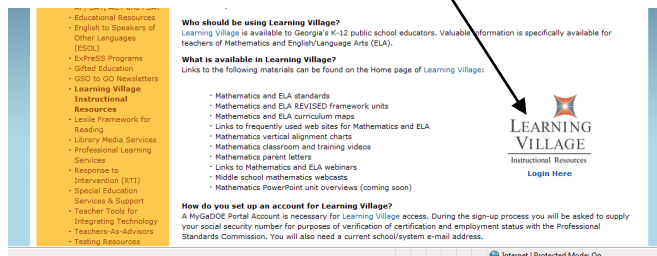 AP, SAT, ACT and PSAT
• Educational Resources
• English to Speakers of
Other Languages
(ESOL)
• ExPreSS Programs
• Gifted Education
• GSO to GO Newsletters
• Learning Village
Instructional
Resources
• Lexile Framework for
Reading
• Library Media Services
• Professional Learning
Services
• Response to
Intervention (RTI)
• Special Education
Services & Support
• Teacher Tools for
Integrating Technology
• Teachers-As-Advisors
• Testing Resources
Who should be using Learning Village?
Learning Village is available to Georgia's K-12 public school educators. Valuable information is specifically available for
teachers of Mathematics and English/Language Arts (ELA).
What is available in Learning Village?
Links to the following materials can be found on the Home page of Learning Village:
• Mathematics and ELA standards
• Mathematics and ELA REVISED framework units
• Mathematics and ELA curriculum maps
• Links to frequently used web sites for Mathematics and ELA
• Mathematics vertical alignment charts
• Mathematics classroom and training videos
• Mathematics parent letters
• Links to Mathematics and ELA webinars
• Middle school mathematics webcasts
• Mathematics PowerPoint unit overviews (coming soon)
LEARNING
VILLAGE
Instructional Resources
Login Here
How do you set up an account for Learning Village?
A MyGaDOE Portal Account is necessary for Learning Village access. During the sign-up process you will be asked to supply
your social security number for purposes of verification of certification and employment status with the Professional
Standards Commission. You will also need a current school/system e-mail address.
Internet | Protected Mode: On